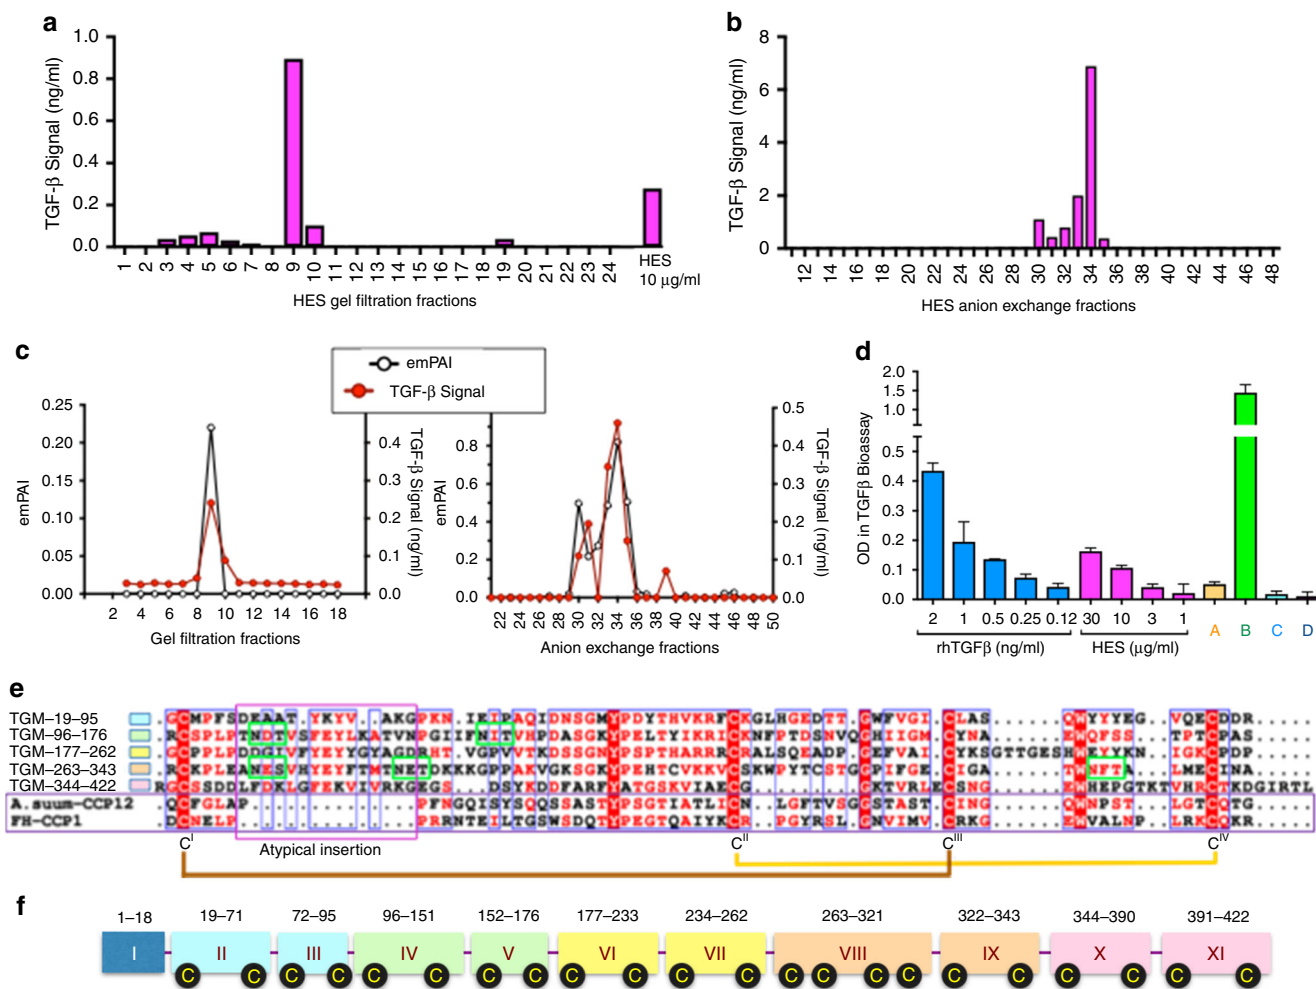 a
TGF-β Signal (ng/ml)
1.0
0.8
0.6
0.4
0.2
0.0
1 2 3 4 5 6 7 8 9 10 11 12 13 14 15 16 17 18 19 20 21 22 23 24
HES
10 μg/ml
HES gel filtration fractions
b
TGF-β Signal (ng/ml)
8
6
4
2
0
12 14 16 18 20 22 24 26 28 30 32 34 36 38 40 42 44 46 48
HES anion exchange fractions
c
emPAI
TGF-β Signal
emPAI
0.25
0.20
0.15
0.10
0.05
0.00
2 4 6 8 10 12 14 16 18
Gel filtration fractions
0.4
0.3
0.2
0.1
0.0
TGF-β Signal (ng/ml)
emPAI
0.8
0.6
0.4
0.2
0.0
22 24 26 28 30 32 34 36 38 40 42 44 46 50
Anion exchange fractions
0.5
0.4
0.3
0.2
0.1
0.0
TGF-β Signal (ng/ml)
d
OD in TGFβ Bioassay
2.0
1.5
1.0
0.5
0.4
0.3
0.2
0.1
0.0
2 1 0.5 0.25 0.12 30 10 3 1 A B C D
rhTGFβ (ng/ml) HES (μg/ml)
e
TGM–19–95
TGM–96–176
TGM–177–262
TGM–263–343
TGM–344–422
A.suum-CCP12
FH-CCP1
Atypical insertion
C^I C^II C^III C^IV
f
1–18 19–71 72–95 96–151 152–176 177–233 234–262 263–321 322–343 344–390 391–422
I II III IV V VI VII VIII IX X XI
C C C C C C C C C C C C C C C C C C C C C C